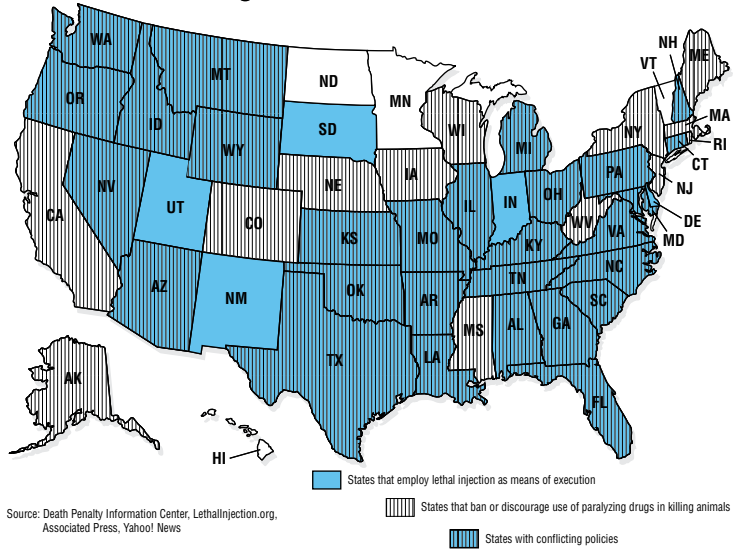 WA
MT
ND
MN
VT
NH
ME
OR
ID
SD
WI
NY
MA
WY
MI
RI
CT
NV
NE
IA
PA
NJ
CA
UT
CO
IL
IN
OH
DE
KS
MO
WV
VA
MD
KY
AZ
NM
OK
AR
TN
NC
SC
MS
AL
GA
TX
LA
FL
AK
HI
States that employ lethal injection as means of execution
States that ban or discourage use of paralyzing drugs in killing animals
States with conflicting policies
Source: Death Penalty Information Center, LethalInjection.org,
Associated Press, Yahoo! News